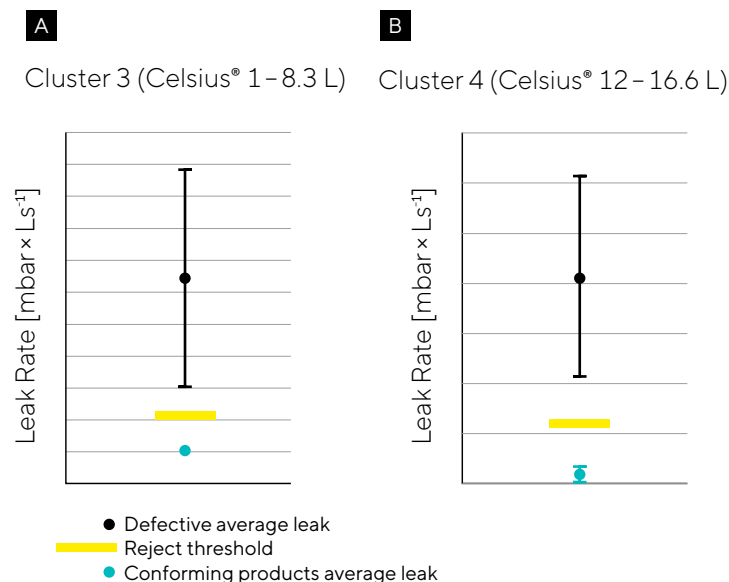 A
Cluster 3 (Celsius® 1–8.3 L)
Leak Rate [mbar × Ls⁻¹]
B
Cluster 4 (Celsius® 12–16.6 L)
Leak Rate [mbar × Ls⁻¹]
Defective average leak
Reject threshold
Conforming products average leak